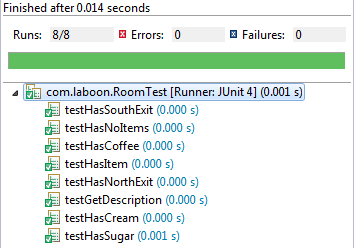 Finished after 0.014 seconds
Runs: 8/8 Errors: 0 Failures: 0
com.laboon.RoomTest [Runner: JUnit 4] (0.001 s)
testHasSouthExit (0.000 s)
testHasNoItems (0.000 s)
testHasCoffee (0.000 s)
testHasItem (0.000 s)
testHasNorthExit (0.000 s)
testGetDescription (0.000 s)
testHasCream (0.000 s)
testHasSugar (0.001 s)